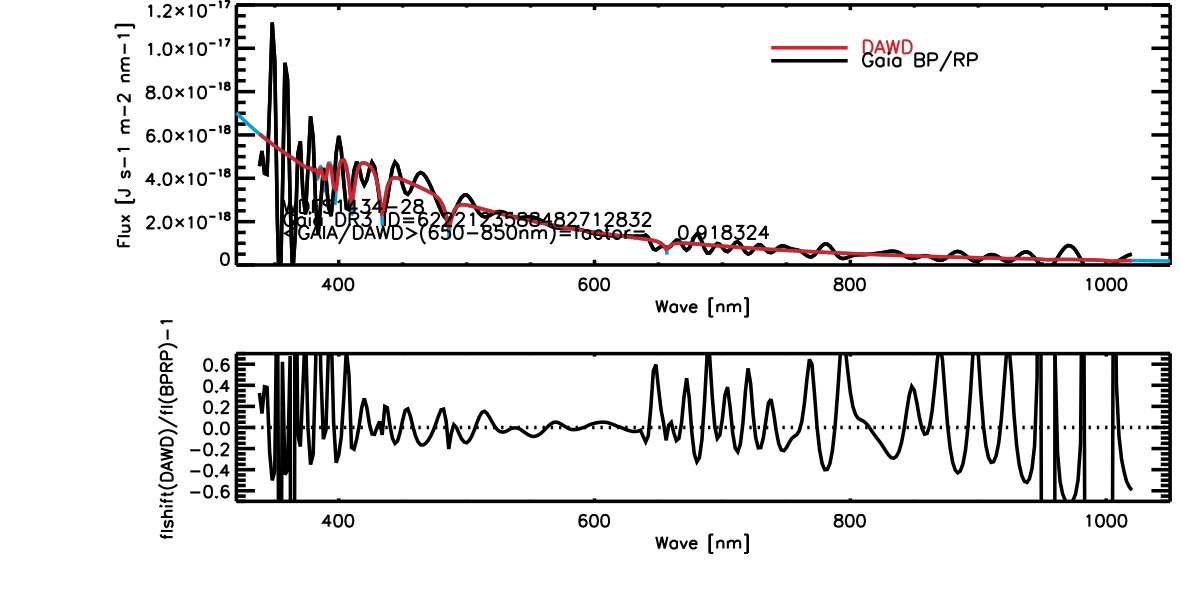 1.2×10−17
1.0×10−17
8.0×10−18
6.0×10−18
4.0×10−18
2.0×10−18
0
Flux [J s−1 m−2 nm−1]
DAWD
Gaia BP/RP
WDFS1434−28
Gaia DR3 ID=
<GAIA/DAWD>(650−850nm)=factor= 0.918324
400 600 800 1000
Wave [nm]
0.6
0.4
0.2
0.0
−0.2
−0.4
−0.6
flshift(DAWD)/fl(BPRP)−1
400 600 800 1000
Wave [nm]